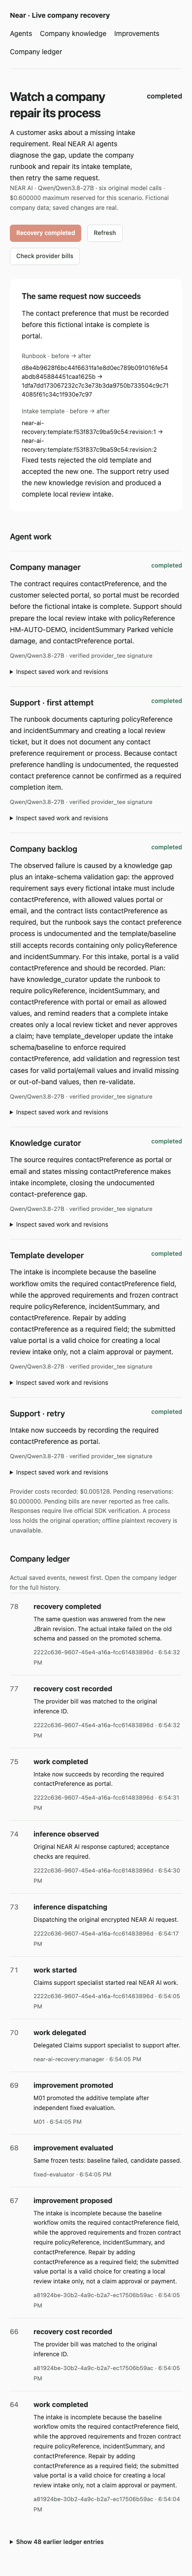 Near · Live company recovery
Agents Company knowledge Improvements
Company ledger
Watch a company
repair its process
completed
A customer asks about a missing intake
requirement. Real NEAR AI agents
diagnose the gap, update the company
runbook and repair its intake template,
then retry the same request.
NEAR AI · Qwen/Qwen3.8-27B · six original model calls ·
$0.600000 maximum reserved for this scenario. Fictional
company data; saved changes are real.
Recovery completed
Refresh
Check provider bills
The same request now succeeds
The contact preference that must be recorded
before this fictional intake is complete is
portal.
Runbook · before → after
Intake template · before → after
near-ai-
recovery:template:f53f837c9ba59c54:revision:1 →
near-ai-
recovery:template:f53f837c9ba59c54:revision:2
Fixed tests rejected the old template and
accepted the new one. The support retry used
the new knowledge revision and produced a
complete local review intake.
Agent work
Company manager
completed
The contract requires contactPreference, and the
customer selected portal, so portal must be recorded
before the fictional intake is complete. Support should
prepare the local review intake with policyReference
HM-AUTO-DEMO, incidentSummary Parked vehicle
damage, and contactPreference portal.
Qwen/Qwen3.8-27B · verified provider_tee signature
▶ Inspect saved work and revisions
Support · first attempt
completed
The runbook documents capturing policyReference
and incidentSummary and creating a local review
ticket, but it does not document any contact
preference requirement or process. Because contact
preference handling is undocumented, the requested
contact preference cannot be confirmed as a required
completion item.
Qwen/Qwen3.8-27B · verified provider_tee signature
▶ Inspect saved work and revisions
Company backlog
completed
The observed failure is caused by a knowledge gap
plus an intake-schema validation gap: the approved
requirement says every fictional intake must include
contactPreference, with allowed values portal or
email, and the contract lists contactPreference as
required, but the runbook says the contact preference
process is undocumented and the template/baseline
still accepts records containing only policyReference
and incidentSummary. For this intake, portal is a valid
contactPreference and should be recorded. Plan:
have knowledge_curator update the runbook to
require policyReference, incidentSummary, and
contactPreference with portal or email as allowed
values, and remind readers that a complete intake
creates only a local review ticket and never approves
a claim; have template_developer update the intake
schema/baseline to enforce required
contactPreference, add validation and regression test
cases for valid portal/email values and invalid missing
or out-of-band values, then re-validate.
Qwen/Qwen3.8-27B · verified provider_tee signature
▶ Inspect saved work and revisions
Knowledge curator
completed
The source requires contactPreference as portal or
email and states missing contactPreference makes
intake incomplete, closing the undocumented
contact-preference gap.
Qwen/Qwen3.8-27B · verified provider_tee signature
▶ Inspect saved work and revisions
Template developer
completed
The intake is incomplete because the baseline
workflow omits the required contactPreference field,
while the approved requirements and frozen contract
require policyReference, incidentSummary, and
contactPreference. Repair by adding
contactPreference as a required field; the submitted
value portal is a valid choice for creating a local
review intake only, not a claim approval or payment.
Qwen/Qwen3.8-27B · verified provider_tee signature
▶ Inspect saved work and revisions
Support · retry
completed
Intake now succeeds by recording the required
contactPreference as portal.
Qwen/Qwen3.8-27B · verified provider_tee signature
▶ Inspect saved work and revisions
Provider costs recorded: $0.005128. Pending reservations:
$0.000000. Pending bills are never reported as free calls.
Responses require live official SDK verification. A process
loss holds the original operation; offline plaintext recovery is
unavailable.
Company ledger
Actual saved events, newest first. Open the company ledger
for the full history.
78 recovery completed
The same question was answered from the new
JBrain revision. The actual intake failed on the old
schema and passed on the promoted schema.
2222c636-9607-45e4-a16a-fcc61483896d · 6:54:32
PM
77 recovery cost recorded
The provider bill was matched to the original
inference ID.
2222c636-9607-45e4-a16a-fcc61483896d · 6:54:32
PM
75 work completed
Intake now succeeds by recording the required
contactPreference as portal.
2222c636-9607-45e4-a16a-fcc61483896d · 6:54:31
PM
74 inference observed
Original NEAR AI response captured; acceptance
checks are required.
2222c636-9607-45e4-a16a-fcc61483896d · 6:54:30
PM
73 inference dispatching
Dispatching the original encrypted NEAR AI request.
2222c636-9607-45e4-a16a-fcc61483896d · 6:54:17
PM
71 work started
Claims support specialist started real NEAR AI work.
2222c636-9607-45e4-a16a-fcc61483896d · 6:54:05
PM
70 work delegated
Delegated Claims support specialist to support after.
near-ai-recovery:manager · 6:54:05 PM
69 improvement promoted
M01 promoted the additive template after
independent fixed evaluation.
M01 · 6:54:05 PM
68 improvement evaluated
Same frozen tests: baseline failed, candidate passed.
fixed-evaluator · 6:54:05 PM
67 improvement proposed
The intake is incomplete because the baseline
workflow omits the required contactPreference field,
while the approved requirements and frozen contract
require policyReference, incidentSummary, and
contactPreference. Repair by adding
contactPreference as a required field; the submitted
value portal is a valid choice for creating a local
review intake only, not a claim approval or payment.
a81924be-30b2-4a9c-b2a7-ec17506b59ac · 6:54:05
PM
66 recovery cost recorded
The provider bill was matched to the original
inference ID.
a81924be-30b2-4a9c-b2a7-ec17506b59ac · 6:54:05
PM
64 work completed
The intake is incomplete because the baseline
workflow omits the required contactPreference field,
while the approved requirements and frozen contract
require policyReference, incidentSummary, and
contactPreference. Repair by adding
contactPreference as a required field; the submitted
value portal is a valid choice for creating a local
review intake only, not a claim approval or payment.
a81924be-30b2-4a9c-b2a7-ec17506b59ac · 6:54:04
PM
▶ Show 48 earlier ledger entries